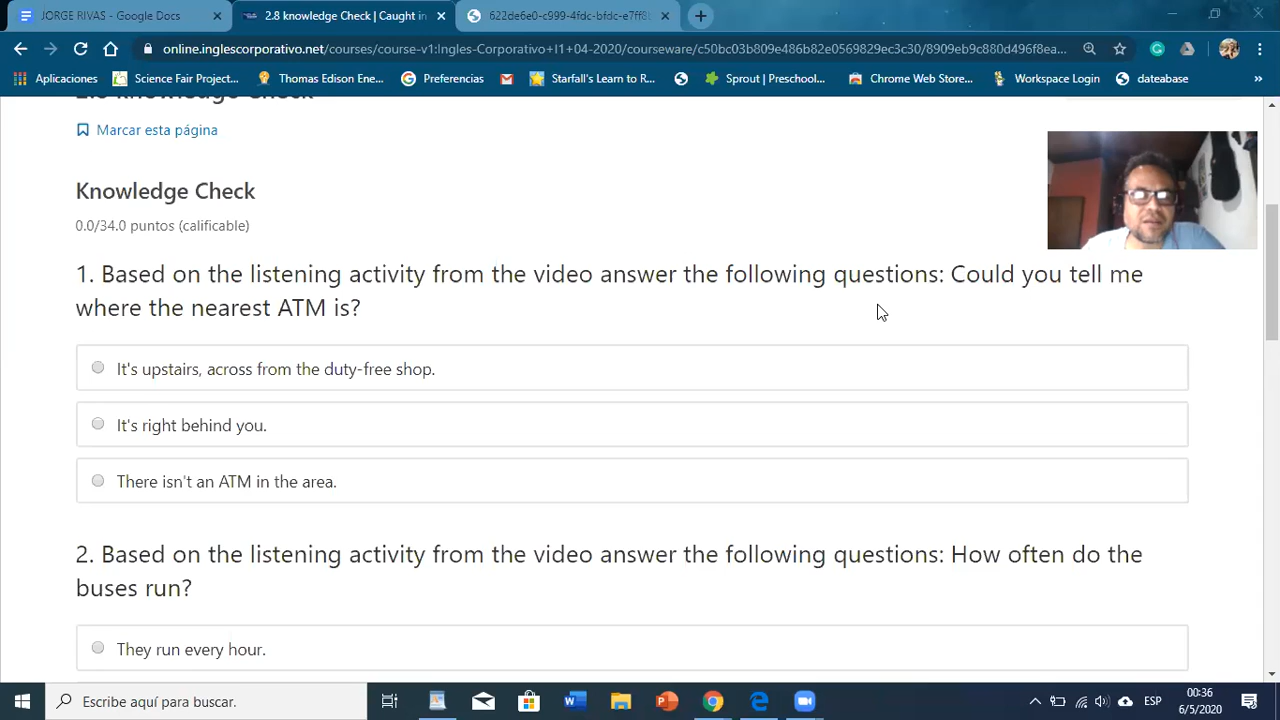 JORGE RIVAS - Google Docs
2.8 knowledge Check | Caught in
622de6e0-c999-4fdc-bfdc-e7ff8
online.inglescorporativo.net/courses/course-v1:Ingles-Corporativo+I1+04-2020/courseware/c50bc03b809e486b82e0569829ec3c30/8909eb9c880d496f8ea...
Aplicaciones
Science Fair Project...
Thomas Edison Ene...
Preferencias
Starfall's Learn to R...
Sprout | Preschool...
Chrome Web Store...
Workspace Login
dateabase
»
2.8 knowledge Check
Marcar esta página
Knowledge Check
0.0/34.0 puntos (calificable)
1. Based on the listening activity from the video answer the following questions: Could you tell me
where the nearest ATM is?
It's upstairs, across from the duty-free shop.
It's right behind you.
There isn't an ATM in the area.
2. Based on the listening activity from the video answer the following questions: How often do the
buses run?
They run every hour.
Escribe aquí para buscar.
ESP
00:36
6/5/2020